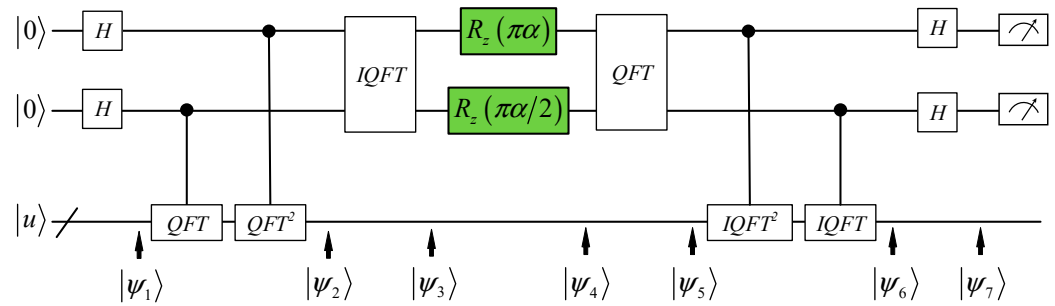 |0⟩ H IQFT R_z(πα) QFT H
|0⟩ H R_z(πα/2) H
|u⟩ QFT QFT² IQFT² IQFT
|ψ₁⟩ |ψ₂⟩ |ψ₃⟩ |ψ₄⟩ |ψ₅⟩ |ψ₆⟩ |ψ₇⟩